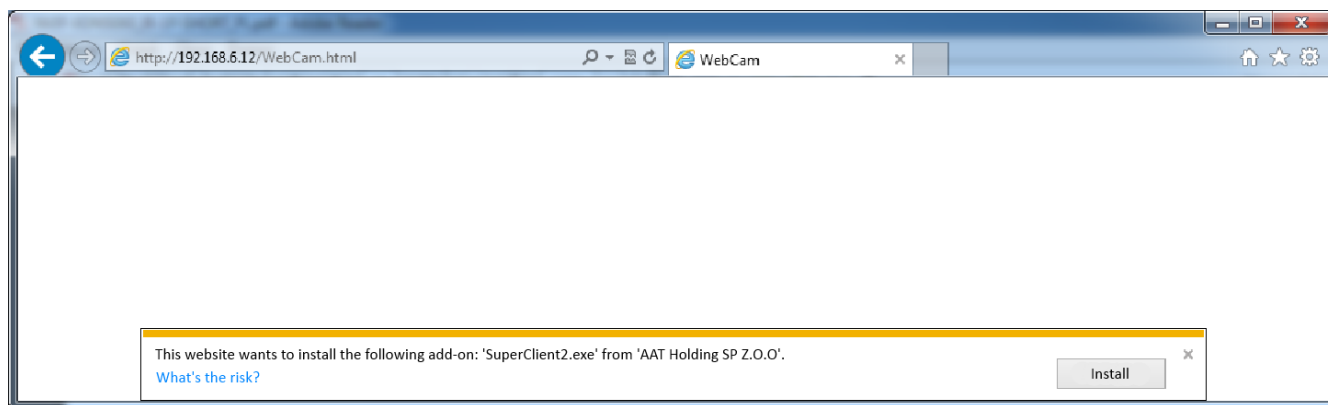 http://192.168.6.12/WebCam.html
WebCam
This website wants to install the following add-on: 'SuperClient2.exe' from 'AAT Holding SP Z.O.O'.
What's the risk?
Install